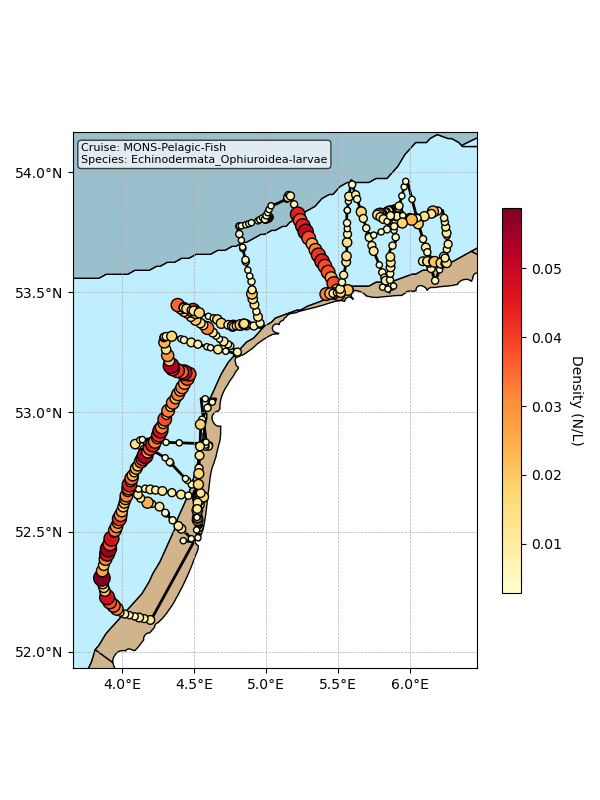 Cruise: MONS-Pelagic-Fish
Species: Echinodermata_Ophiuroidea-larvae
54.0°N
53.5°N
53.0°N
52.5°N
52.0°N
4.0°E 4.5°E 5.0°E 5.5°E 6.0°E
0.05
0.04
0.03
0.02
0.01
Density (N/L)